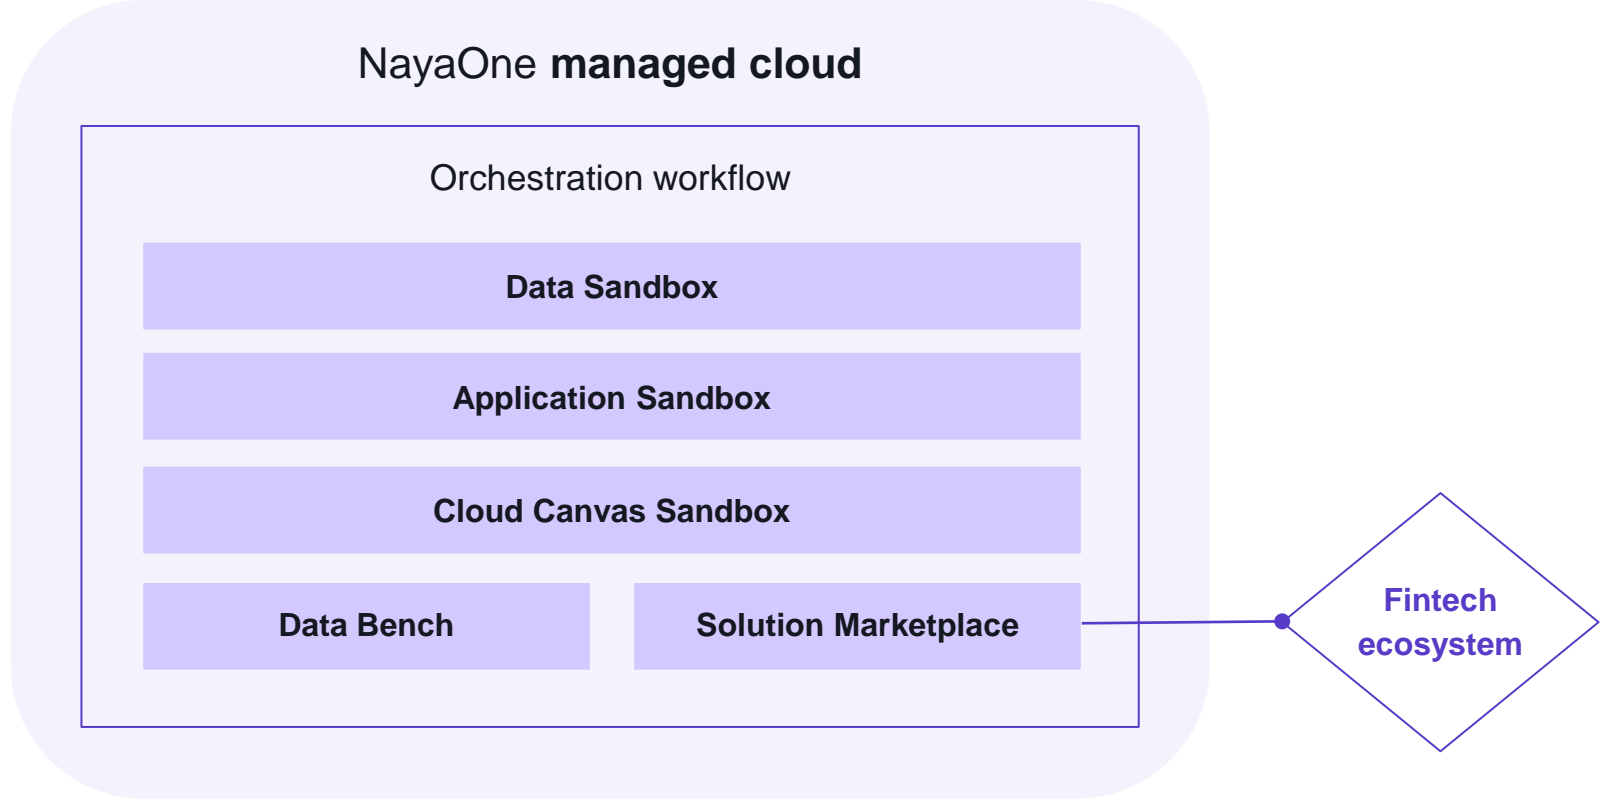 NayaOne managed cloud
Orchestration workflow
Data Sandbox
Application Sandbox
Cloud Canvas Sandbox
Data Bench
Solution Marketplace
Fintech
ecosystem